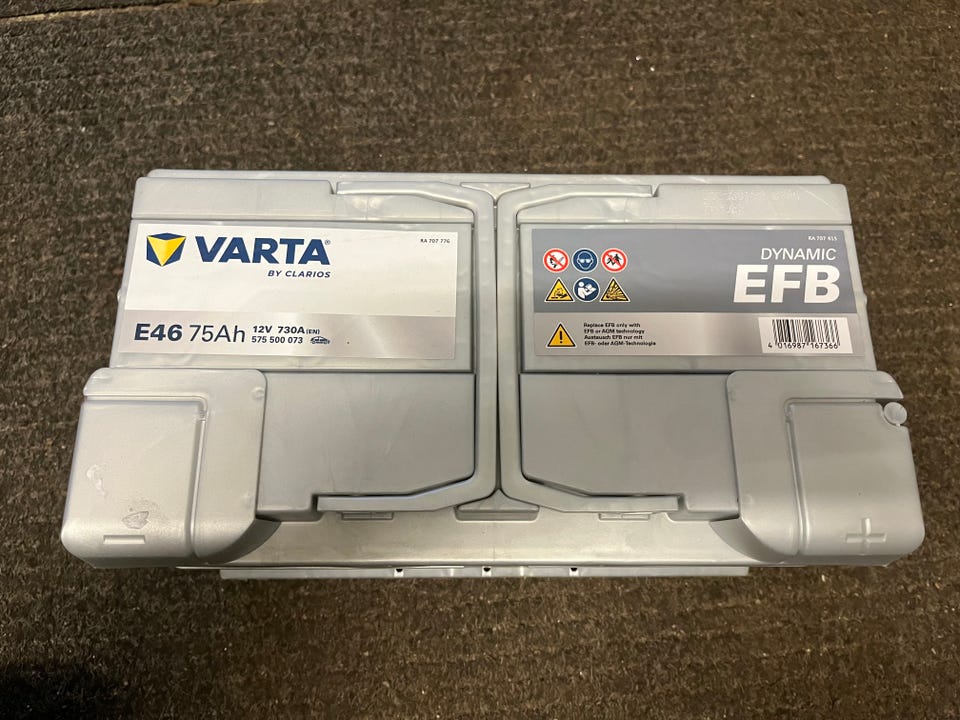 RA 707 776
VARTA®
BY CLARIOS
E46 75Ah 12V 730A(EN)
575 500 073
RA 707 415
DYNAMIC
EFB
Replace EFB only with
EFB or AGM technology
Austausch EFB nur mit
EFB- oder AGM-Technologie
4 016987 167366